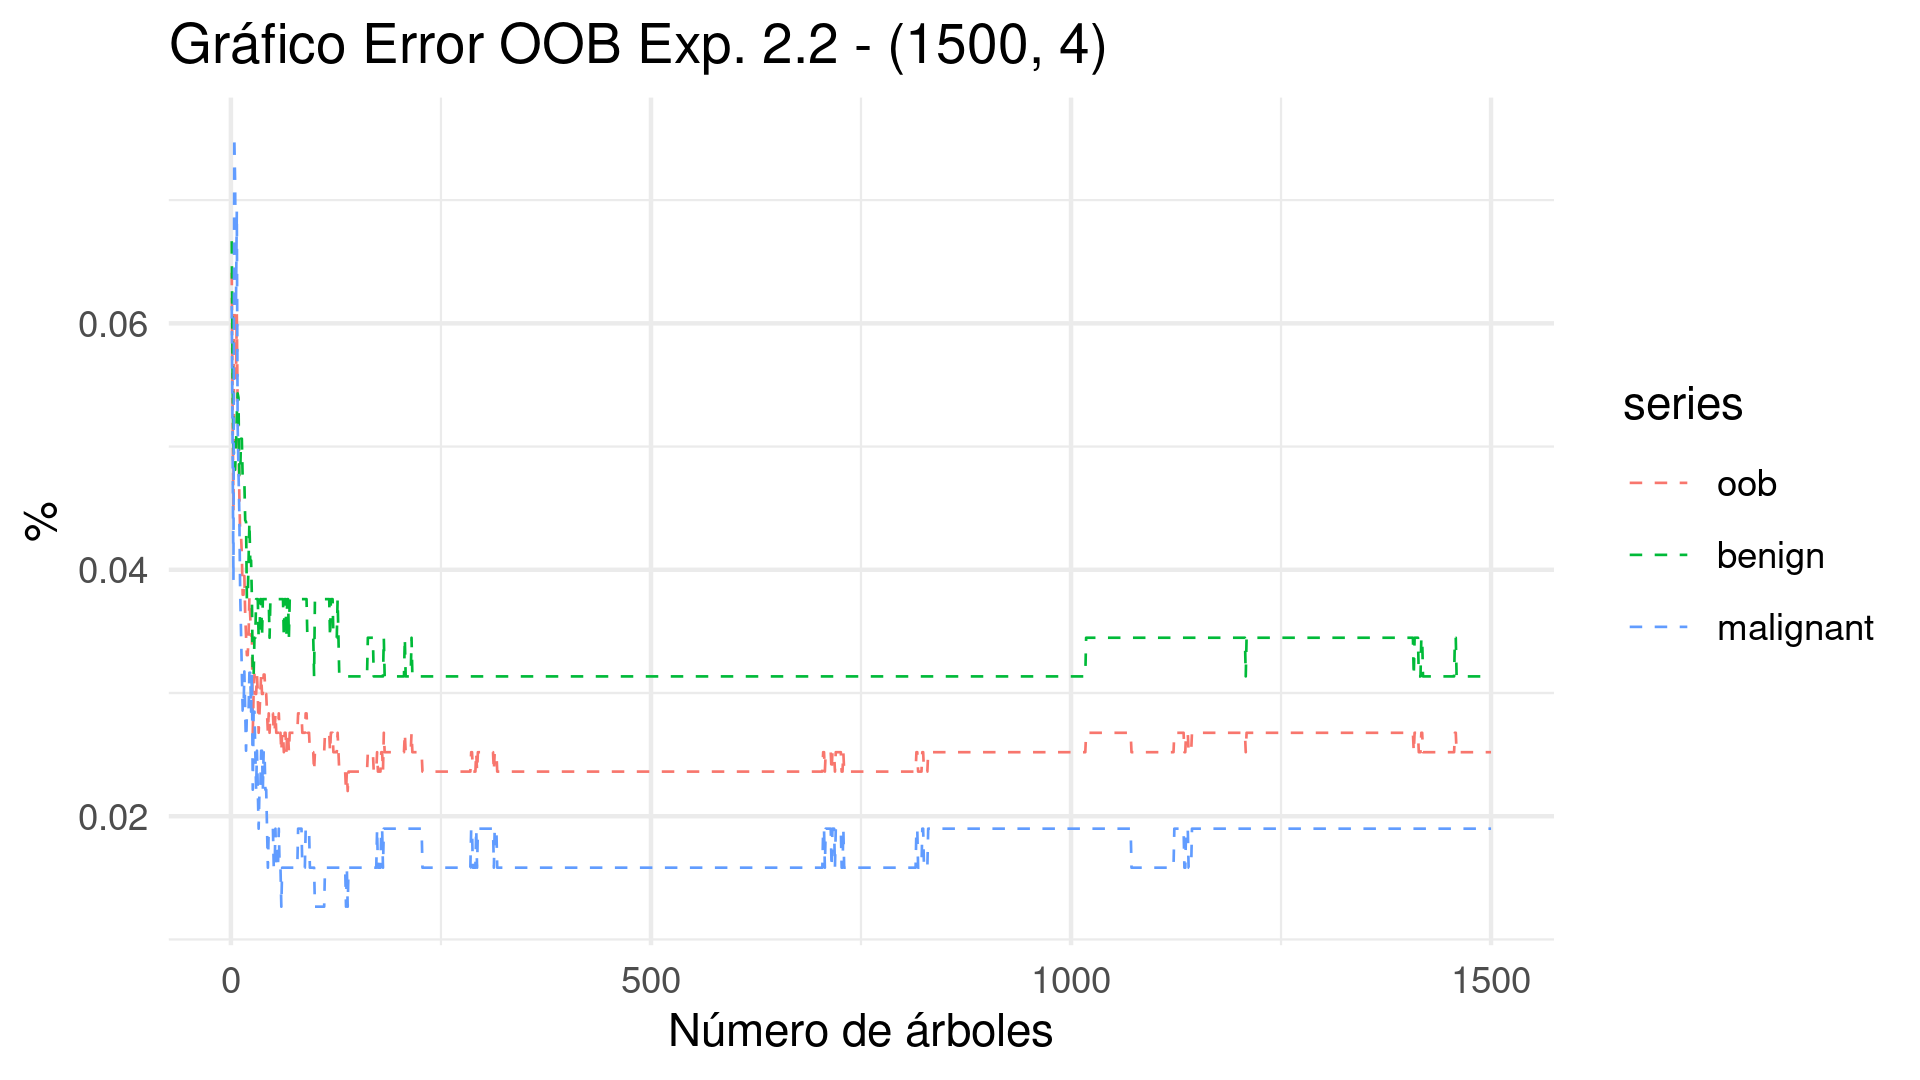 Gráfico Error OOB Exp. 2.2 - (1500, 4)
%
0.06
0.04
0.02
0
500
1000
1500
Número de árboles
series
oob
benign
malignant